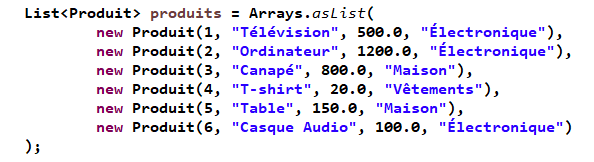 List<Produit> produits = Arrays.asList(
new Produit(1, "Télévision", 500.0, "Électronique"),
new Produit(2, "Ordinateur", 1200.0, "Électronique"),
new Produit(3, "Canapé", 800.0, "Maison"),
new Produit(4, "T-shirt", 20.0, "Vêtements"),
new Produit(5, "Table", 150.0, "Maison"),
new Produit(6, "Casque Audio", 100.0, "Électronique")
);